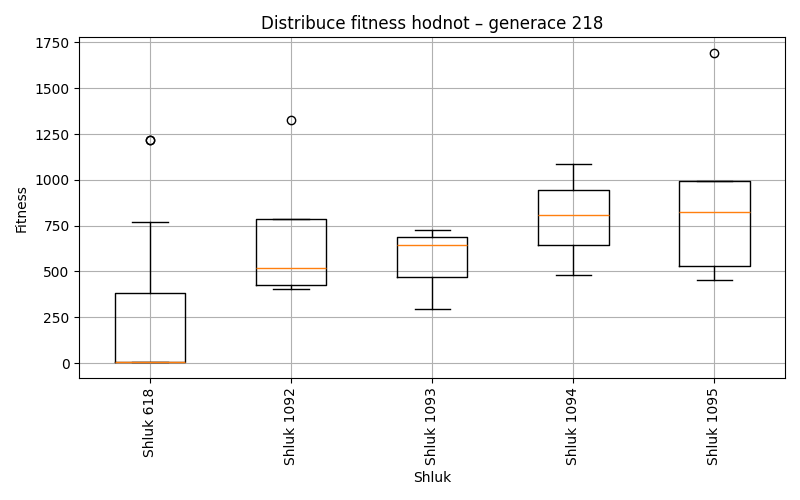 Distribuce fitness hodnot – generace 218
Fitness
1750
1500
1250
1000
750
500
250
0
Shluk 618
Shluk 1092
Shluk 1093
Shluk 1094
Shluk 1095
Shluk